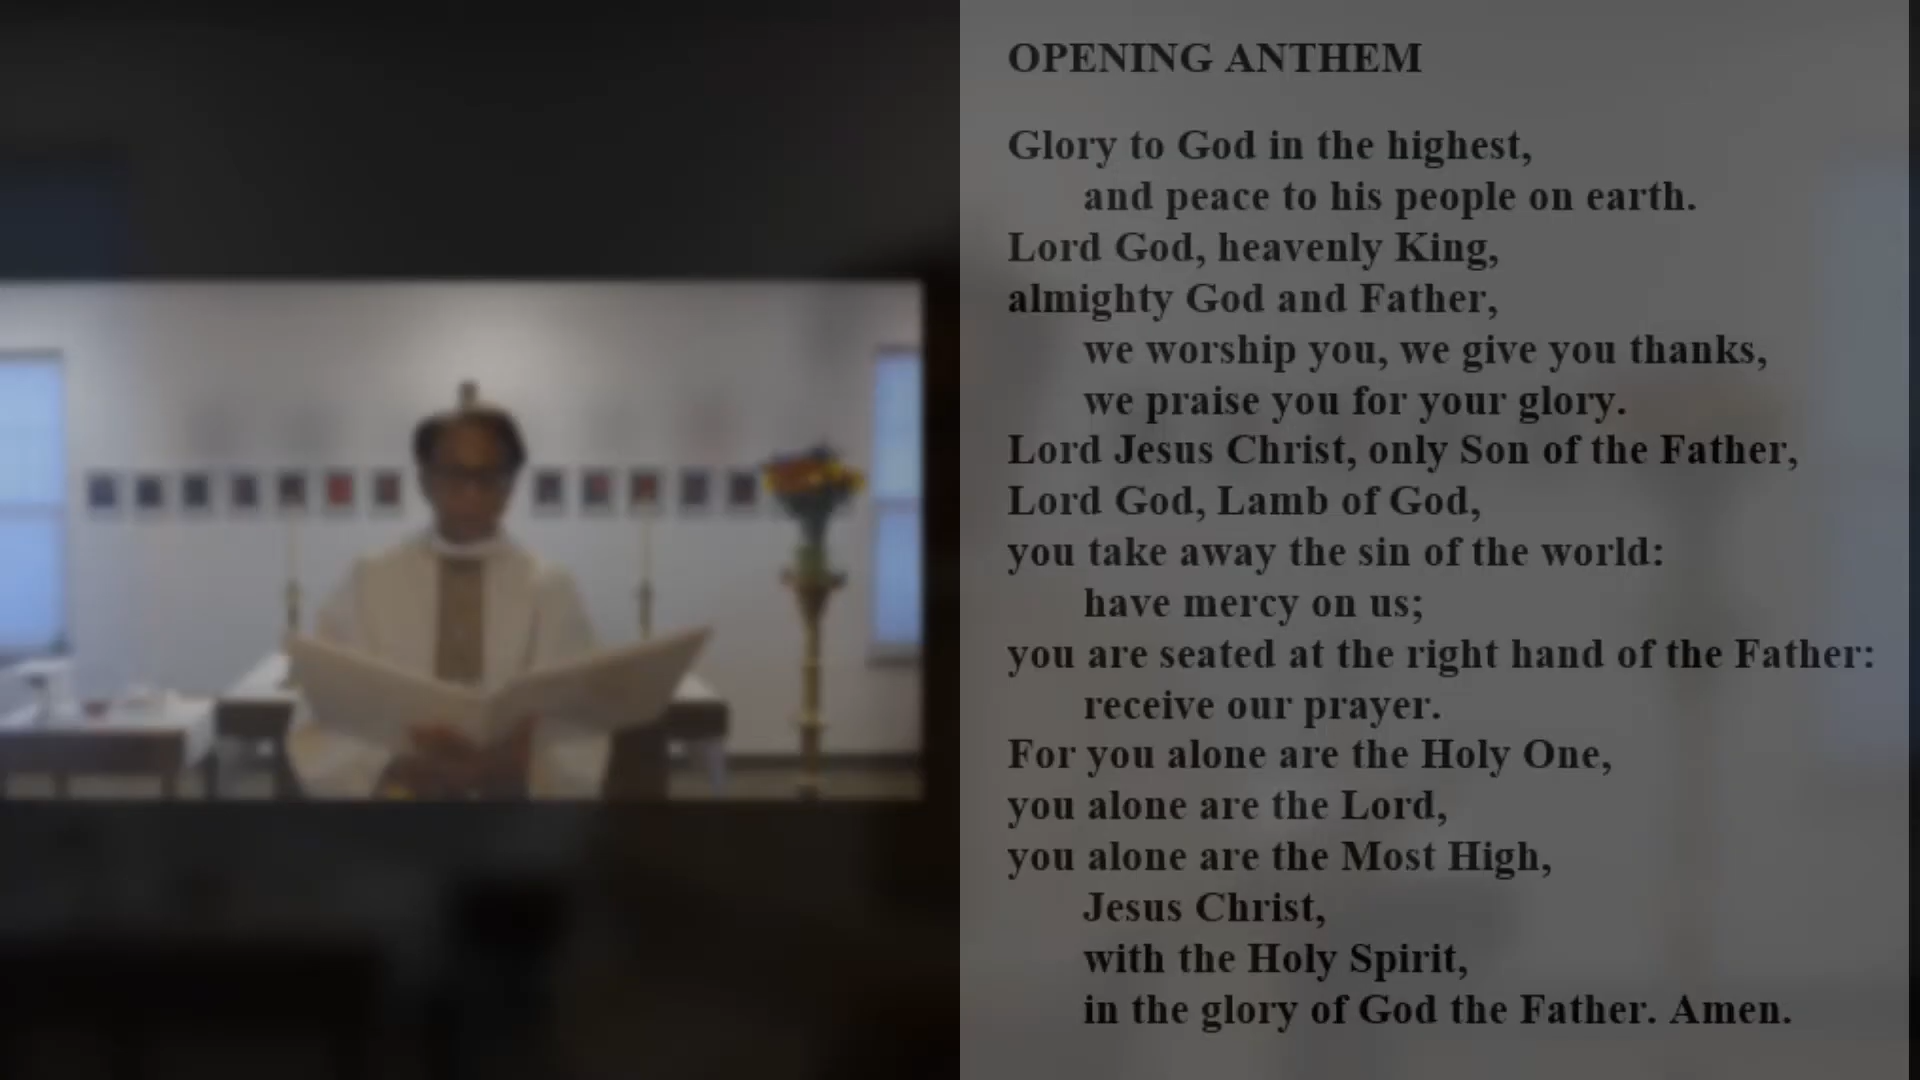 OPENING ANTHEM
Glory to God in the highest,
and peace to his people on earth.
Lord God, heavenly King,
almighty God and Father,
we worship you, we give you thanks,
we praise you for your glory.
Lord Jesus Christ, only Son of the Father,
Lord God, Lamb of God,
you take away the sin of the world:
have mercy on us;
you are seated at the right hand of the Father:
receive our prayer.
For you alone are the Holy One,
you alone are the Lord,
you alone are the Most High,
Jesus Christ,
with the Holy Spirit,
in the glory of God the Father. Amen.